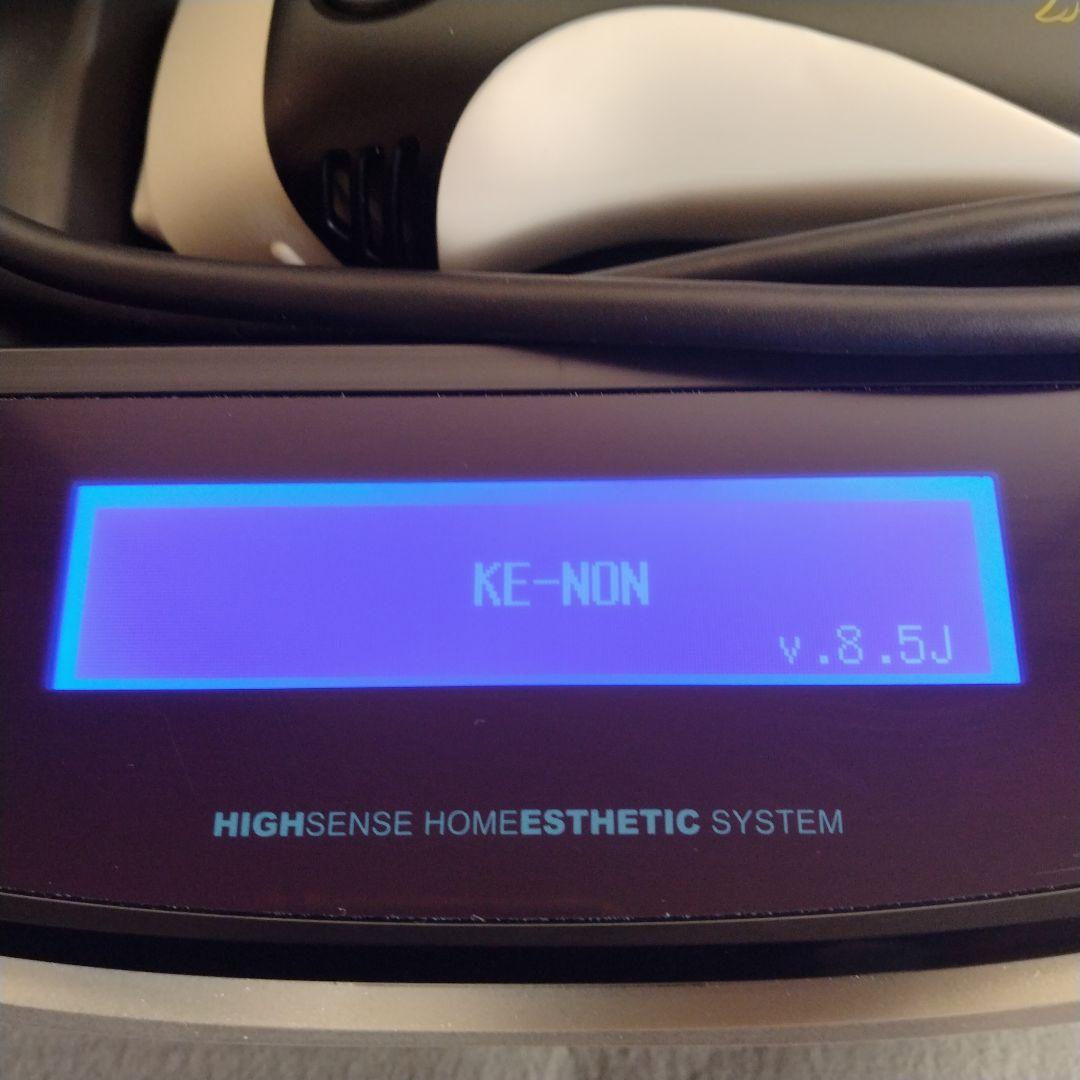 KE-NON
v.8.5J
HIGHSENSE HOMEESTHETIC SYSTEM